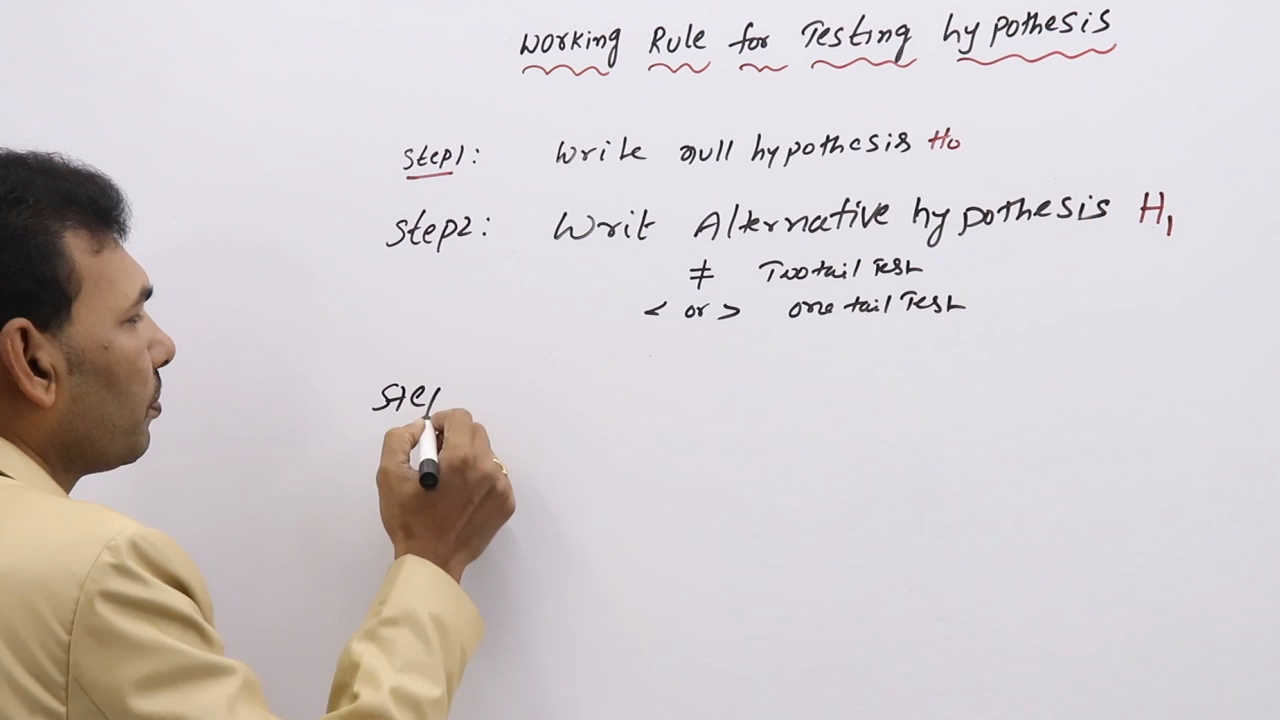 Working Rule for Testing hypothesis
Step1: Write null hypothesis H0
Step2: Writ Alternative hypothesis H1
≠ Two tail Test
< or > one tail Test
Step